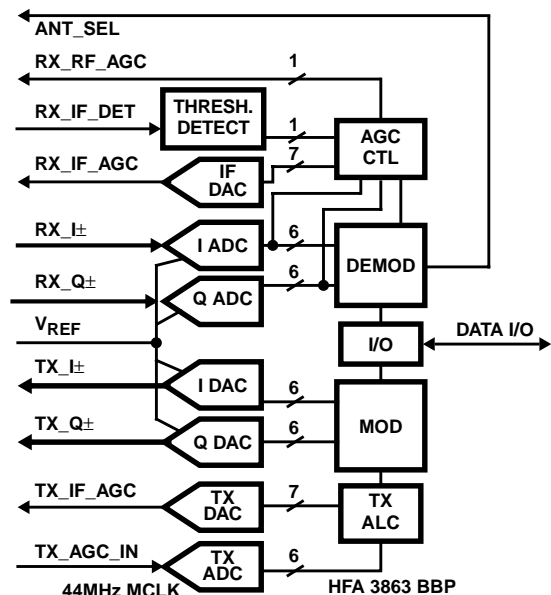 ANT_SEL
RX_RF_AGC
1
RX_IF_DET
THRESH.
DETECT
1
AGC
CTL
RX_IF_AGC
IF
DAC
7
RX_I±
I ADC
6
DEMOD
RX_Q±
Q ADC
6
VREF
I/O
DATA I/O
TX_I±
I DAC
6
MOD
TX_Q±
Q DAC
6
TX_IF_AGC
TX
DAC
7
TX
ALC
TX_AGC_IN
TX
ADC
6
44MHz MCLK
HFA 3863 BBP